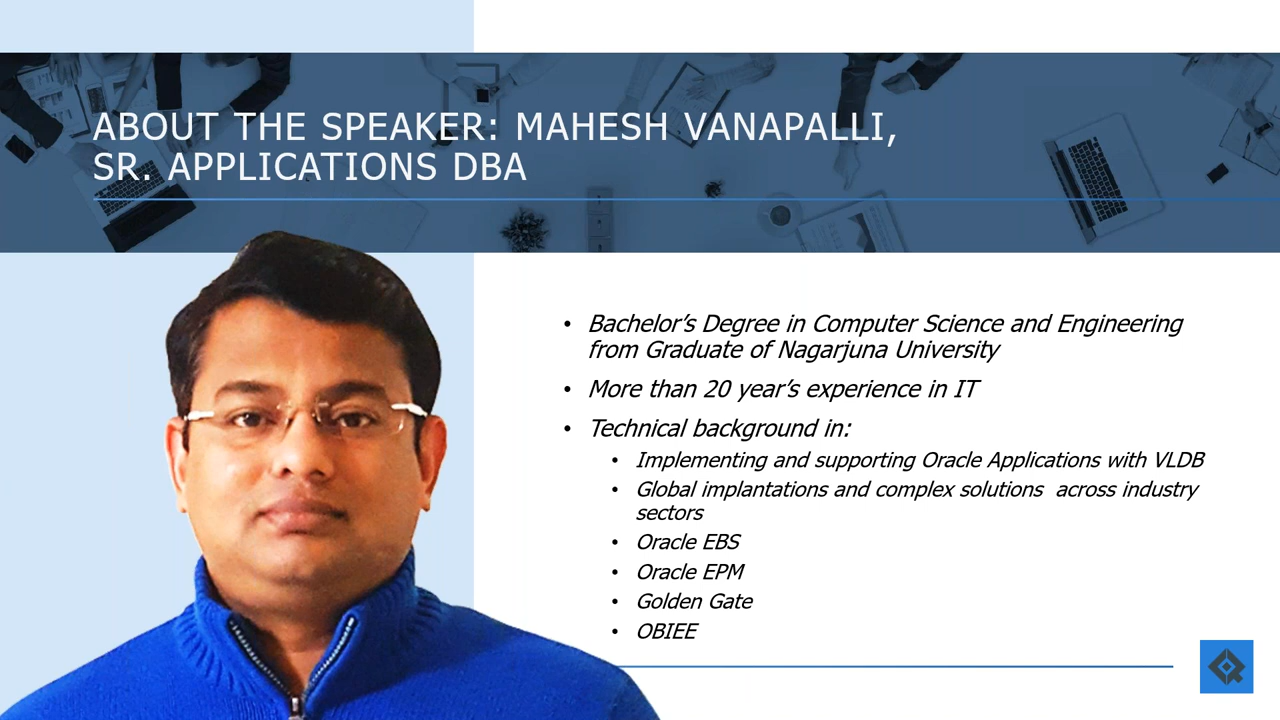 ABOUT THE SPEAKER: MAHESH VANAPALLI,
SR. APPLICATIONS DBA
• Bachelor’s Degree in Computer Science and Engineering
from Graduate of Nagarjuna University
• More than 20 year’s experience in IT
• Technical background in:
• Implementing and supporting Oracle Applications with VLDB
• Global implantations and complex solutions  across industry
sectors
• Oracle EBS
• Oracle EPM
• Golden Gate
• OBIEE